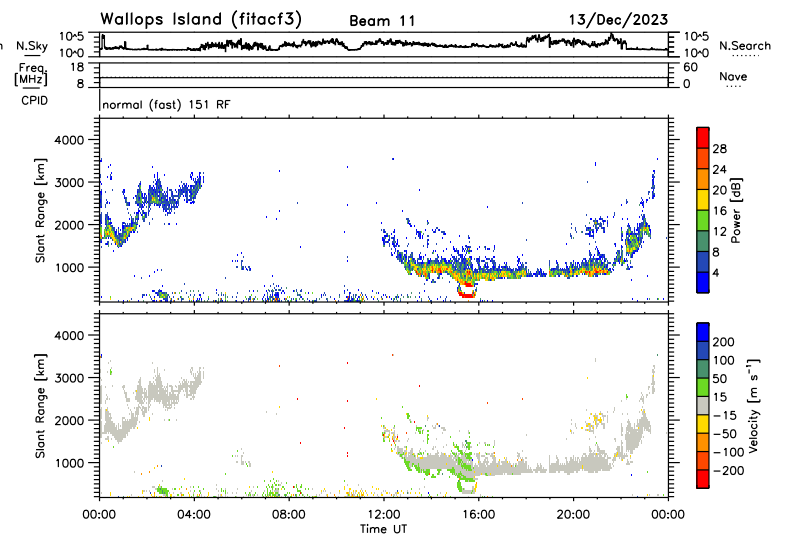 Wallops Island (fitacf3) Beam 11 13/Dec/2023
n N.Sky 10^5 10^0 10^5 10^0 N.Search
Freq. [MHz] 18 8 60 0 Nave
CPID normal (fast) 151 RF
Slant Range [km] 4000 3000 2000 1000
28 24 20 16 12 8 4 Power [dB]
Slant Range [km] 4000 3000 2000 1000
200 100 50 15 -15 -50 -100 -200 Velocity [m s^-1]
00:00 04:00 08:00 12:00 16:00 20:00 00:00
Time UT